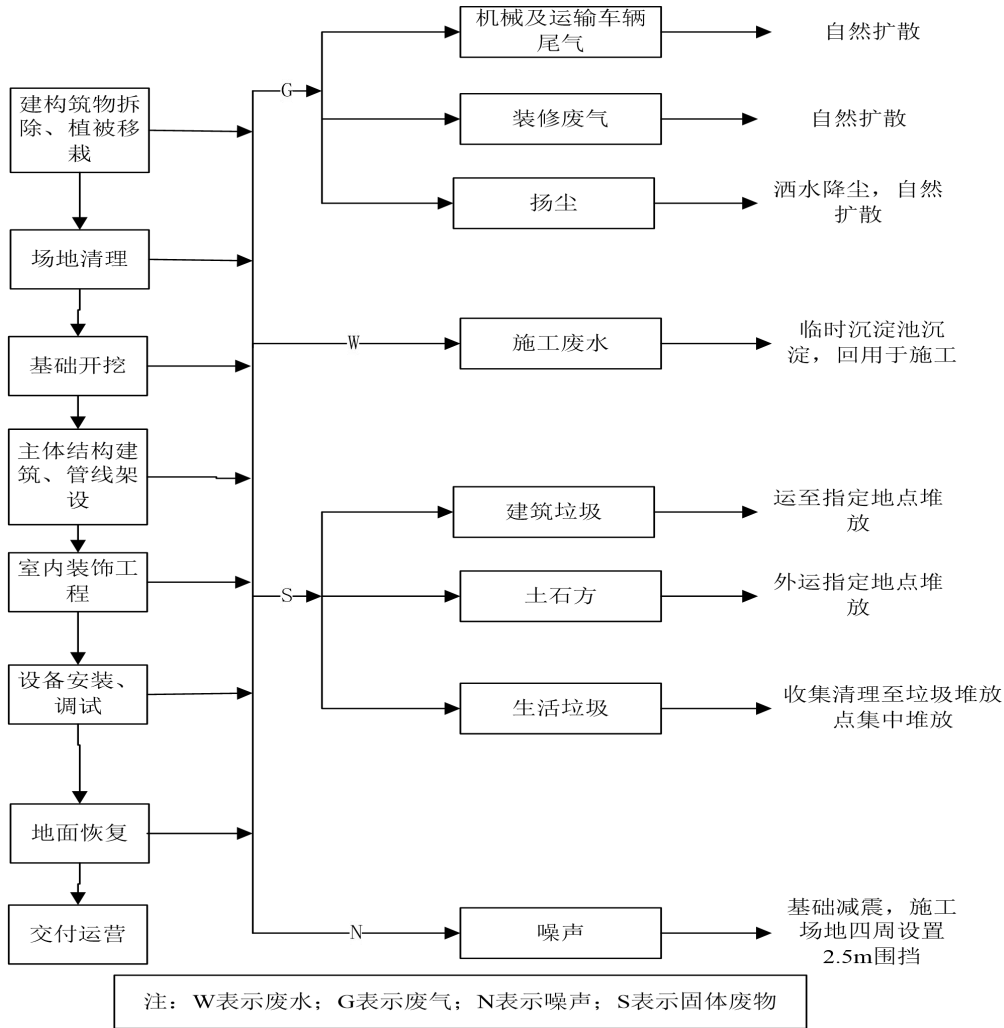 建构筑物拆
除、植被移
栽
场地清理
基础开挖
主体结构建
筑、管线架
设
室内装饰工
程
设备安装、
调试
地面恢复
交付运营
G
机械及运输车辆
尾气
自然扩散
装修废气
自然扩散
扬尘
洒水降尘，自然
扩散
W
施工废水
临时沉淀池沉
淀，回用于施工
S
建筑垃圾
运至指定地点堆
放
土石方
外运指定地点堆
放
生活垃圾
收集清理至垃圾堆放
点集中堆放
N
噪声
基础减震，施工
场地四周设置
2.5m围挡
注：W表示废水；G表示废气；N表示噪声；S表示固体废物